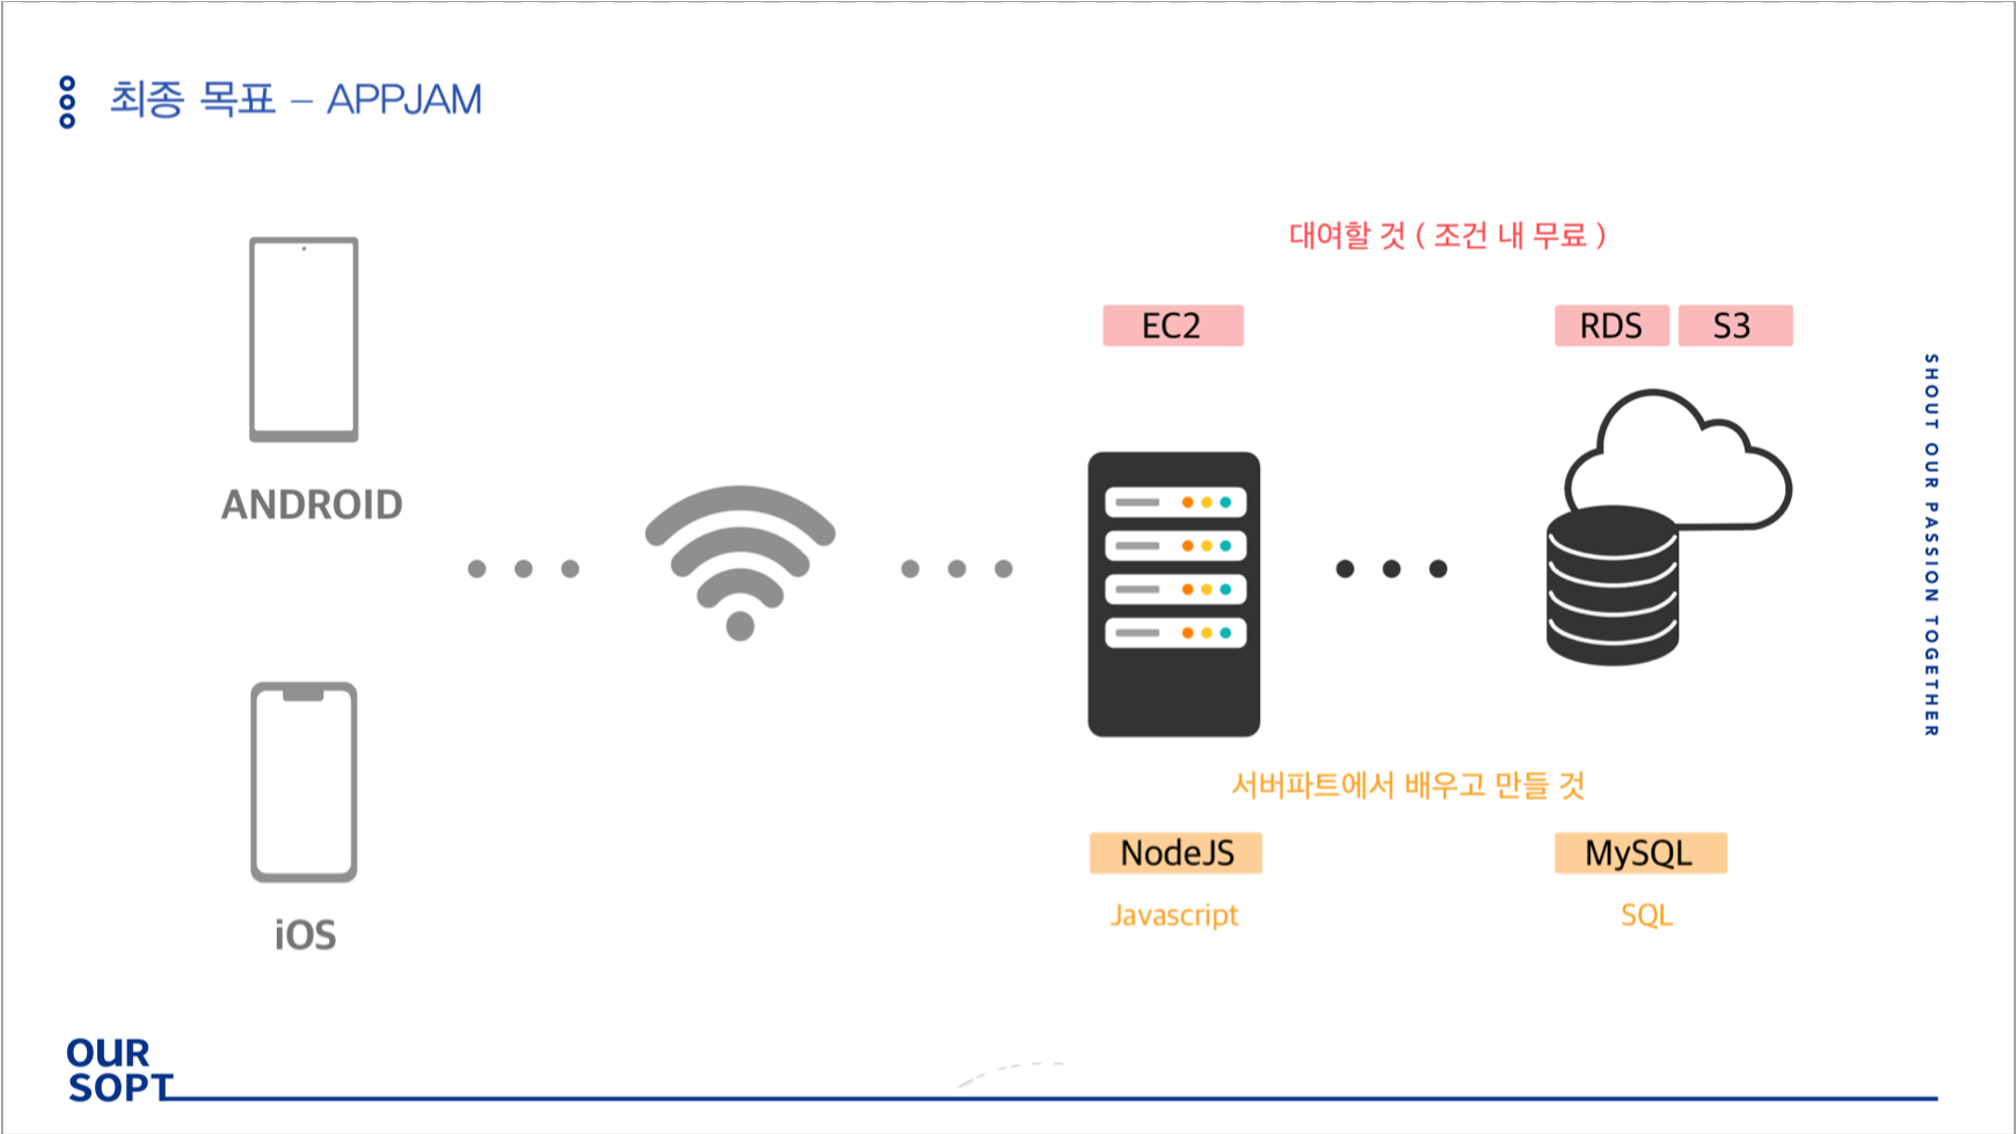 최종 목표 – APPJAM
대여할 것 ( 조건 내 무료 )
EC2
RDS
S3
ANDROID
iOS
서버파트에서 배우고 만들 것
NodeJS
MySQL
Javascript
SQL
SHOUT OUR PASSION TOGETHER
OUR
SOPT